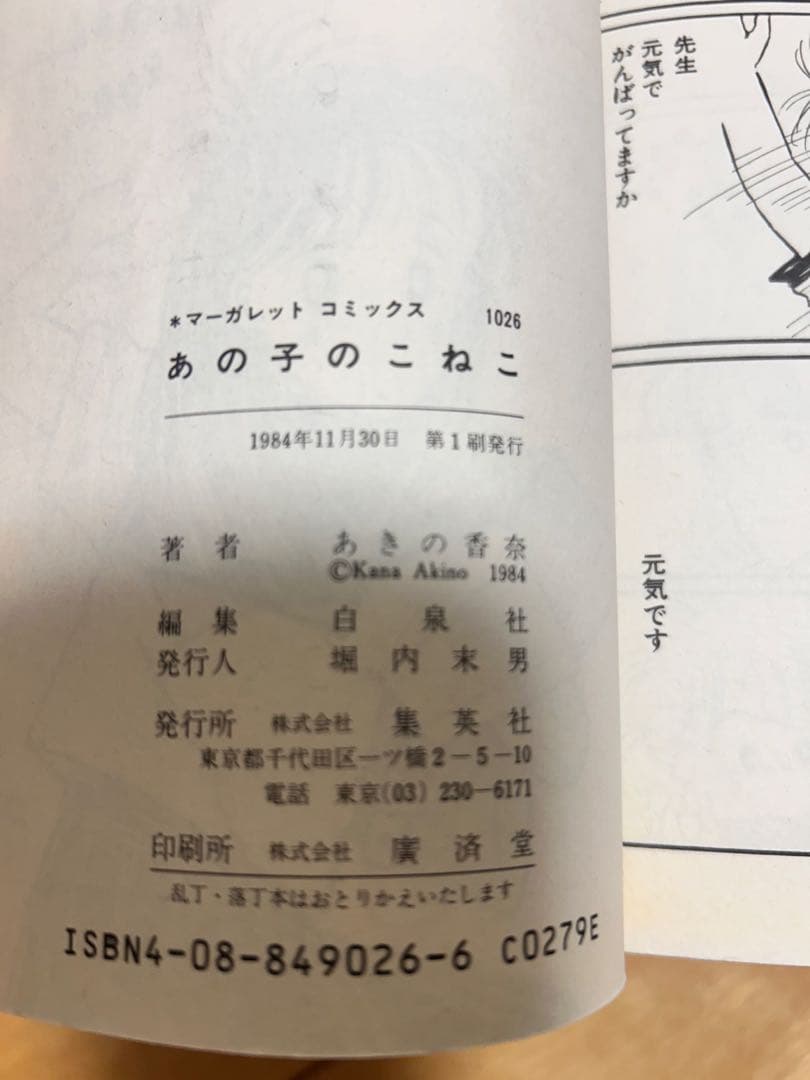 先生
元気で
がんばってますか
元気です
*マーガレット コミックス 1026
あの子のこねこ
1984年11月30日 第1刷発行
著者 あきの香奈
©Kana Akino 1984
編集 白泉社
発行人 堀内末男
発行所 株式会社 集英社
東京都千代田区一ツ橋2-5-10
電話 東京(03)230-6171
印刷所 株式会社 廣済堂
乱丁・落丁本はおとりかえいたします
ISBN4-08-849026-6 C0279E